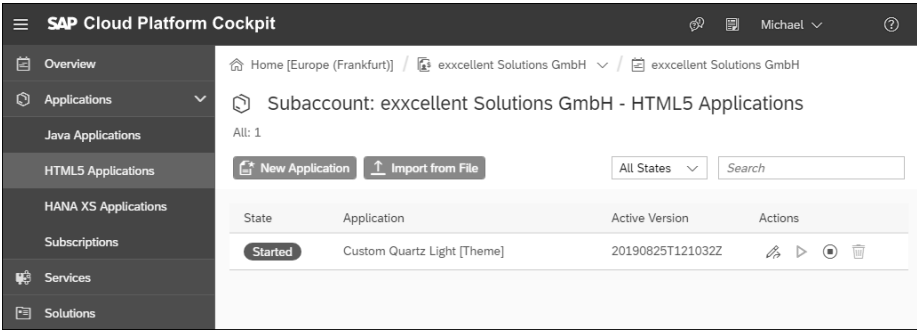 SAP Cloud Platform Cockpit
Michael
Overview
Applications
Java Applications
HTML5 Applications
HANA XS Applications
Subscriptions
Services
Solutions
Home [Europe (Frankfurt)] / exxcellent Solutions GmbH / exxcellent Solutions GmbH
Subaccount: exxcellent Solutions GmbH - HTML5 Applications
All: 1
New Application Import from File All States Search
State Application Active Version Actions
Started Custom Quartz Light [Theme] 20190825T121032Z